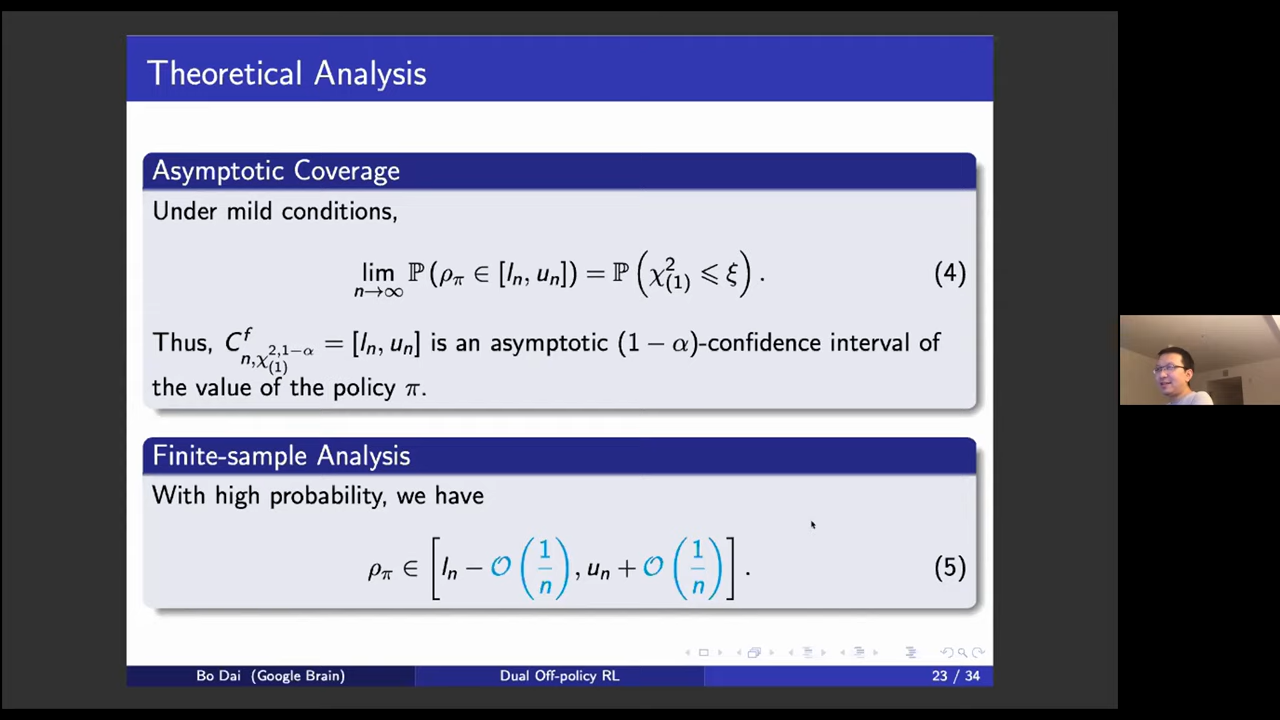 Theoretical Analysis
Asymptotic Coverage
Under mild conditions,
lim_{n→∞} ℙ(ρ_π ∈ [l_n, u_n]) = ℙ(χ²_{(1)} ⩽ ξ). (4)
Thus, C^f_{n,χ^{2,1−α}_{(1)}} = [l_n, u_n] is an asymptotic (1 − α)-confidence interval of
the value of the policy π.
Finite-sample Analysis
With high probability, we have
ρ_π ∈ [l_n − 𝒪(1/n), u_n + 𝒪(1/n)]. (5)
Bo Dai (Google Brain) Dual Off-policy RL 23 / 34